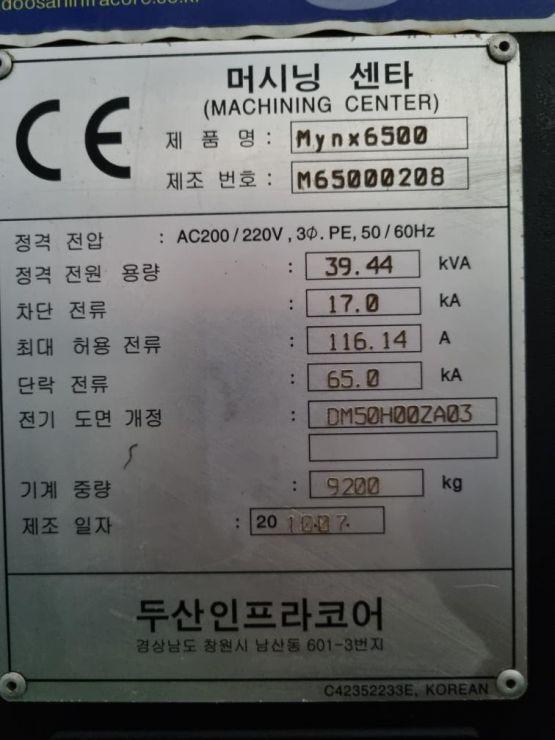 doosaninfracore.co.kr
CE
머시닝 센타
(MACHINING CENTER)
제 품 명 : Mynx6500
제조 번호 : M65000208
정격 전압 : AC200/220V, 3Φ. PE, 50/60Hz
정격 전원 용량 : 39.44 kVA
차단 전류 : 17.0 kA
최대 허용 전류 : 116.14 A
단락 전류 : 65.0 kA
전기 도면 개정 : DM50H00ZA03
기계 중량 : 9200 kg
제조 일자 : 20 1007.
두산인프라코어
경상남도 창원시 남산동 601-3번지
C42352233E, KOREAN